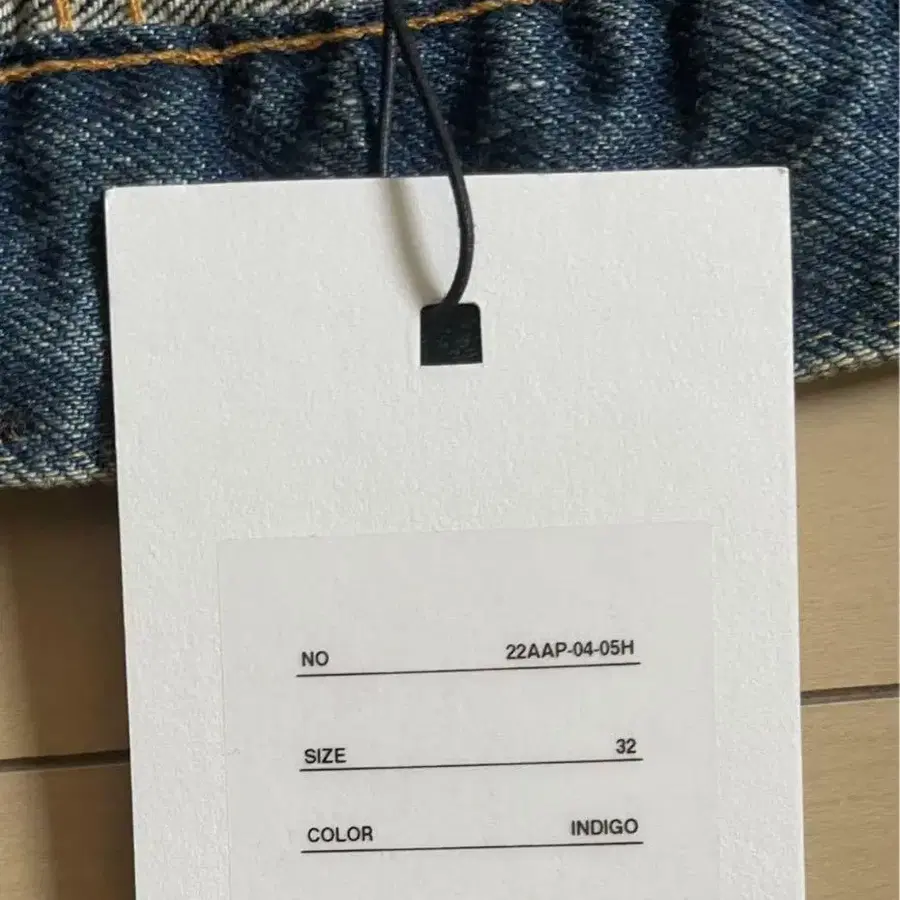 NO 22AAP-04-05H
SIZE 32
COLOR INDIGO